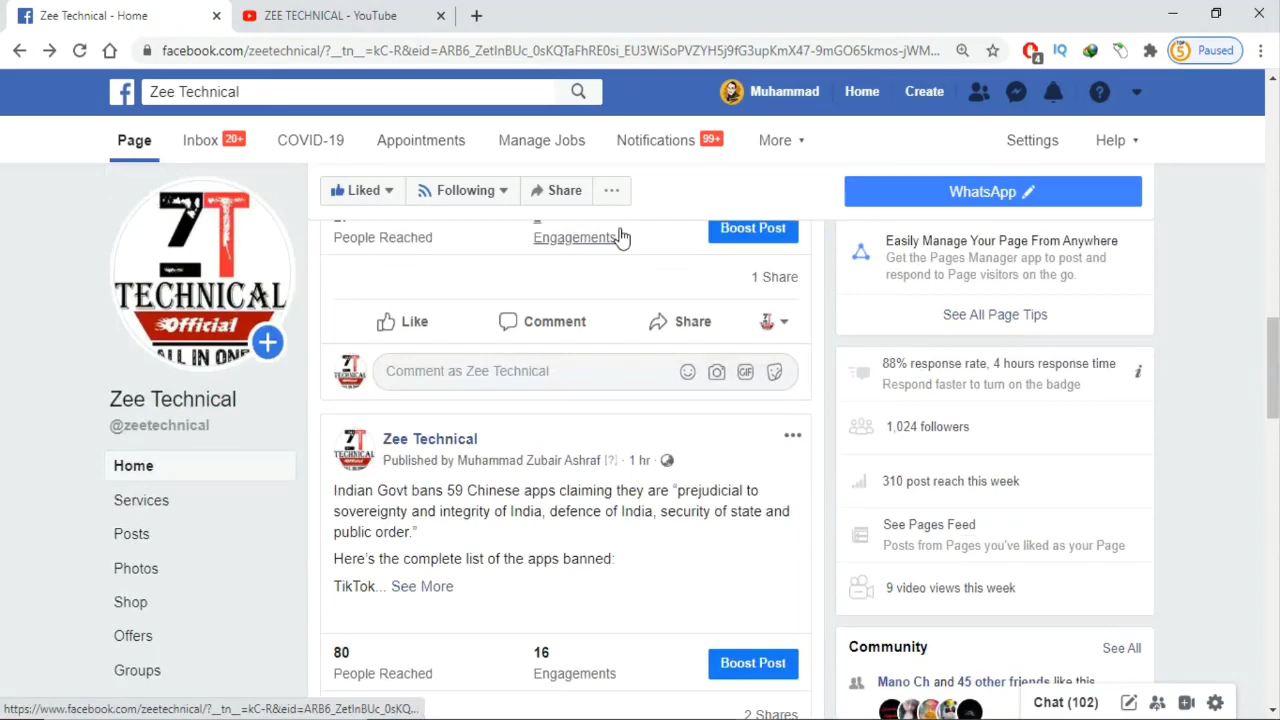 Zee Technical - Home
ZEE TECHNICAL - YouTube
facebook.com/zeetechnical/?__tn__=kC-R&eid=ARB6_ZetInBUc_0sKQTaFhRE0si_EU3WiSoPVZYH5j9fG3upKmX47-9mGO65kmos-jWM...
4
IQ
Paused
Zee Technical
Muhammad
Home
Create
Page
Inbox 20+
COVID-19
Appointments
Manage Jobs
Notifications 99+
More
Settings
Help
7T
TECHNICAL
Official
ALL IN ONE
Zee Technical
@zeetechnical
Home
Services
Posts
Photos
Shop
Offers
Groups
Liked
Following
Share
WhatsApp
People Reached
Engagements
Boost Post
1 Share
Like
Comment
Share
Comment as Zee Technical
GIF
Zee Technical
Published by Muhammad Zubair Ashraf [?] · 1 hr ·
Indian Govt bans 59 Chinese apps claiming they are “prejudicial to
sovereignty and integrity of India, defence of India, security of state and
public order.”
Here’s the complete list of the apps banned:
TikTok... See More
80
People Reached
16
Engagements
Boost Post
2 Shares
Easily Manage Your Page From Anywhere
Get the Pages Manager app to post and
respond to Page visitors on the go.
See All Page Tips
88% response rate, 4 hours response time
Respond faster to turn on the badge
1,024 followers
310 post reach this week
See Pages Feed
Posts from Pages you’ve liked as your Page
9 video views this week
Community
See All
Mano Ch and 45 other friends like this
Chat (102)
https://www.facebook.com/zeetechnical/?__tn__=kC-R&eid=ARB6_ZetInBUc_0sKQ...